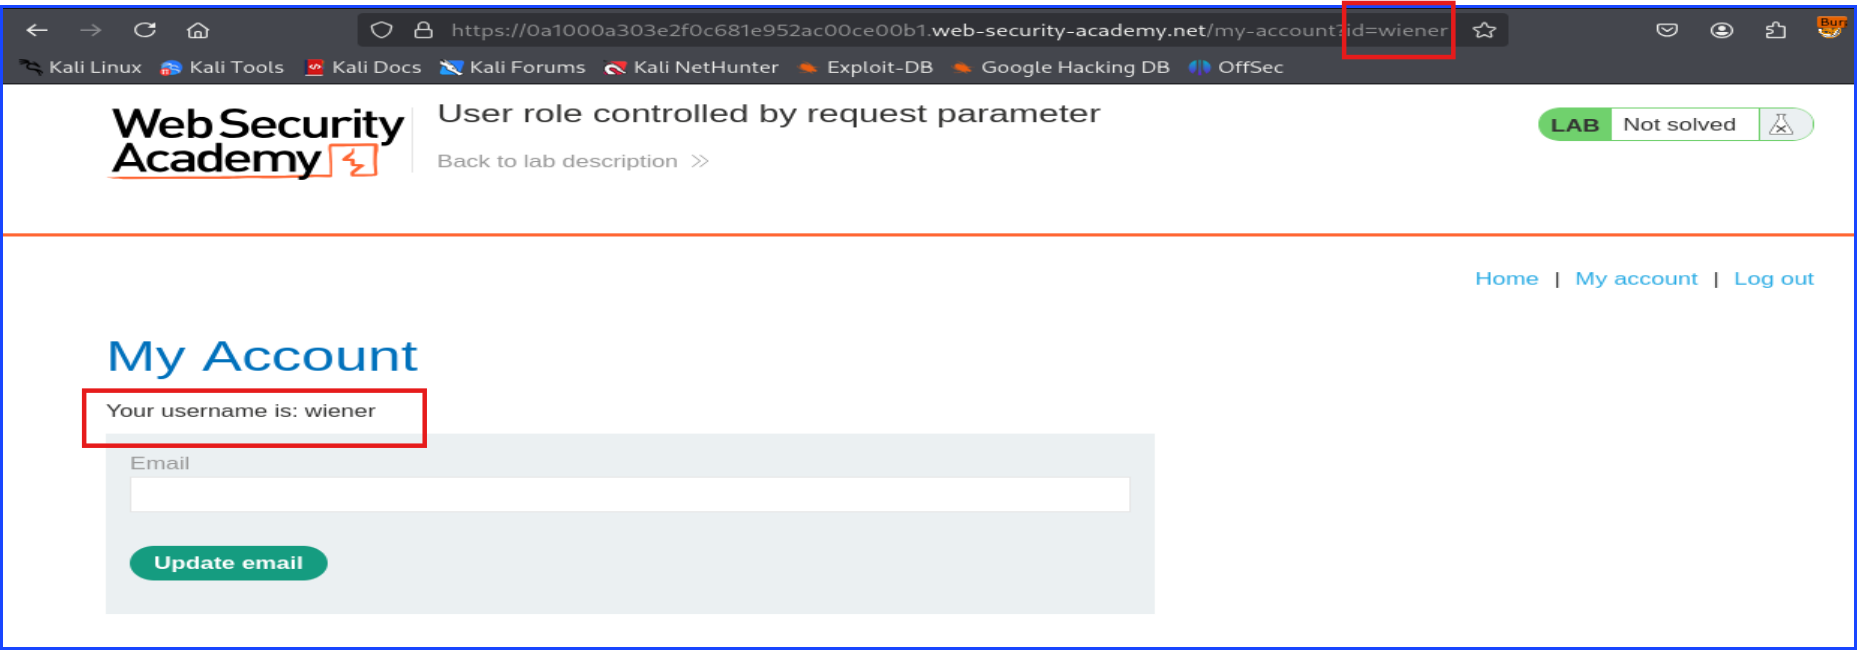 https://0a1000a303e2f0c681e952ac00ce00b1.web-security-academy.net/my-account?id=wiener
Burp
Kali Linux Kali Tools Kali Docs Kali Forums Kali NetHunter Exploit-DB Google Hacking DB OffSec
Web Security
Academy
User role controlled by request parameter
Back to lab description >>
LAB Not solved
Home | My account | Log out
My Account
Your username is: wiener
Email
Update email